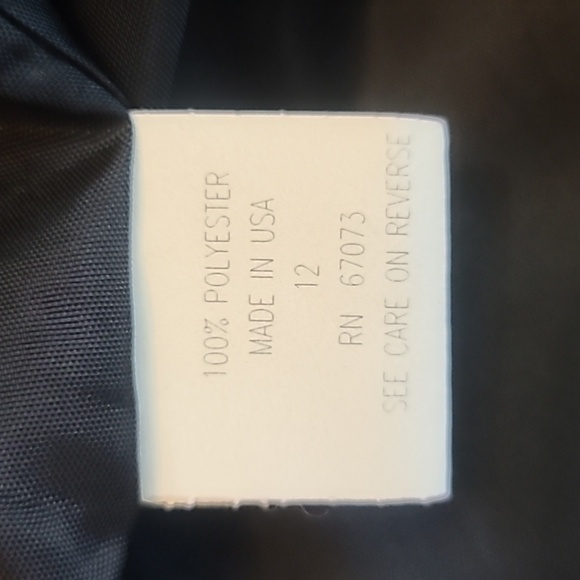 100% POLYESTER
MADE IN USA
12
RN 67073
SEE CARE ON REVERSE